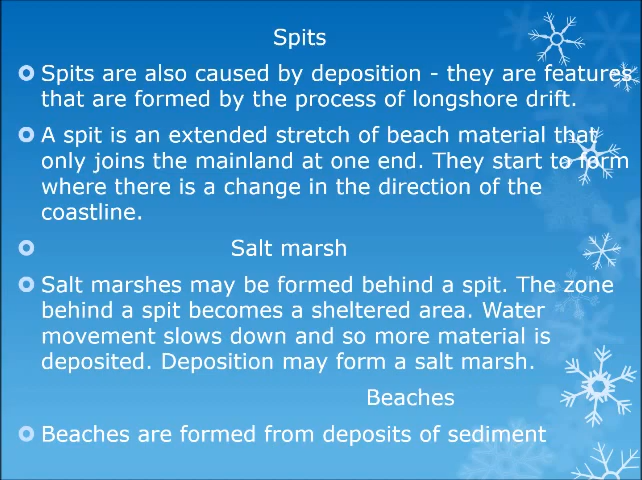 Spits
Spits are also caused by deposition - they are features
that are formed by the process of longshore drift.
A spit is an extended stretch of beach material that
only joins the mainland at one end. They start to form
where there is a change in the direction of the
coastline.
Salt marsh
Salt marshes may be formed behind a spit. The zone
behind a spit becomes a sheltered area. Water
movement slows down and so more material is
deposited. Deposition may form a salt marsh.
Beaches
Beaches are formed from deposits of sediment